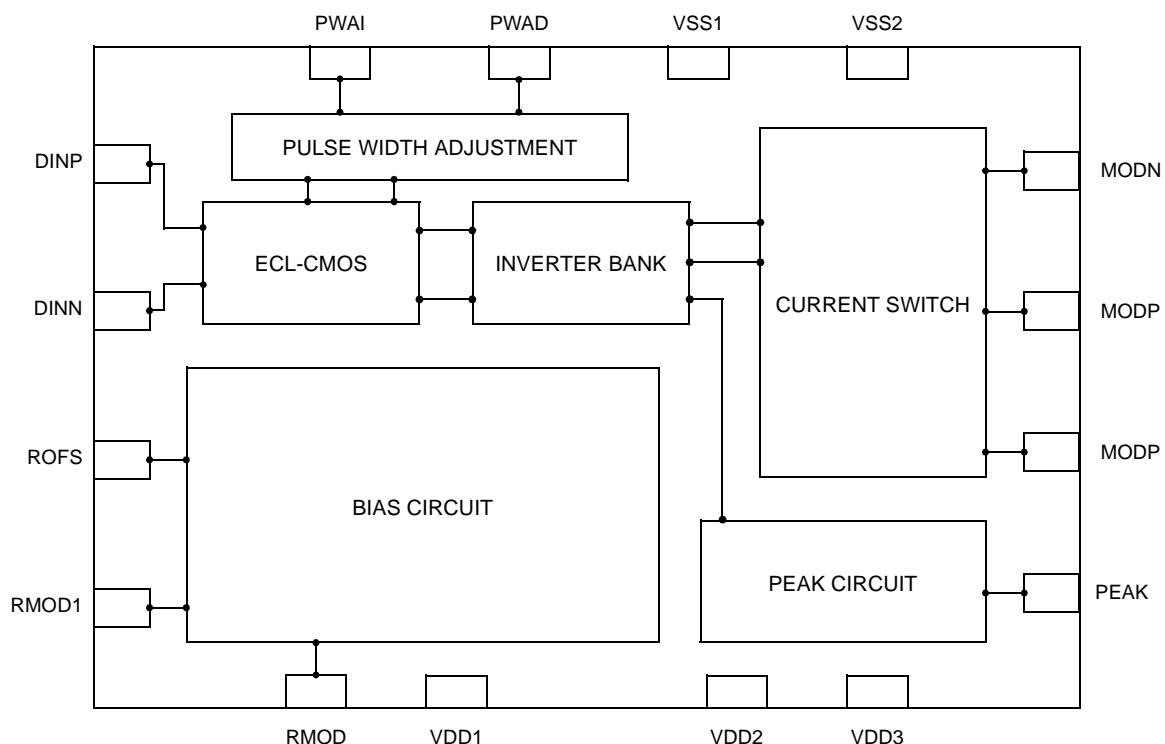 PWAI
PWAD
VSS1
VSS2
PULSE WIDTH ADJUSTMENT
DINP
MODN
ECL-CMOS
INVERTER BANK
DINN
CURRENT SWITCH
MODP
ROFS
MODP
BIAS CIRCUIT
PEAK CIRCUIT
PEAK
RMOD1
RMOD
VDD1
VDD2
VDD3